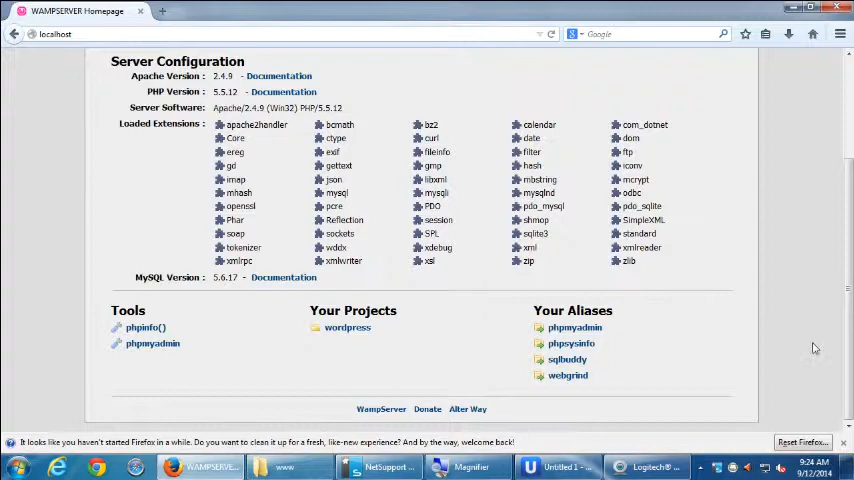 WAMPSERVER Homepage
localhost
Google
Server Configuration
Apache Version : 2.4.9 - Documentation
PHP Version : 5.5.12 - Documentation
Server Software: Apache/2.4.9 (Win32) PHP/5.5.12
Loaded Extensions : apache2handler bcmath bz2 calendar com_dotnet
Core ctype curl date dom
ereg exif fileinfo filter ftp
gd gettext gmp hash iconv
imap json libxml mbstring mcrypt
mhash mysql mysqli mysqlnd odbc
openssl pcre PDO pdo_mysql pdo_sqlite
Phar Reflection session shmop SimpleXML
soap sockets SPL sqlite3 standard
tokenizer wddx xdebug xml xmlreader
xmlrpc xmlwriter xsl zip zlib
MySQL Version : 5.6.17 - Documentation
Tools Your Projects Your Aliases
phpinfo() wordpress phpmyadmin
phpmyadmin phpsysinfo
sqlbuddy
webgrind
WampServer Donate Alter Way
It looks like you haven't started Firefox in a while. Do you want to clean it up for a fresh, like-new experience? And by the way, welcome back! Reset Firefox...
WAMPSERVE... www NetSupport ... Magnifier Untitled 1 - ... Logitech® ... 9:24 AM
9/12/2014